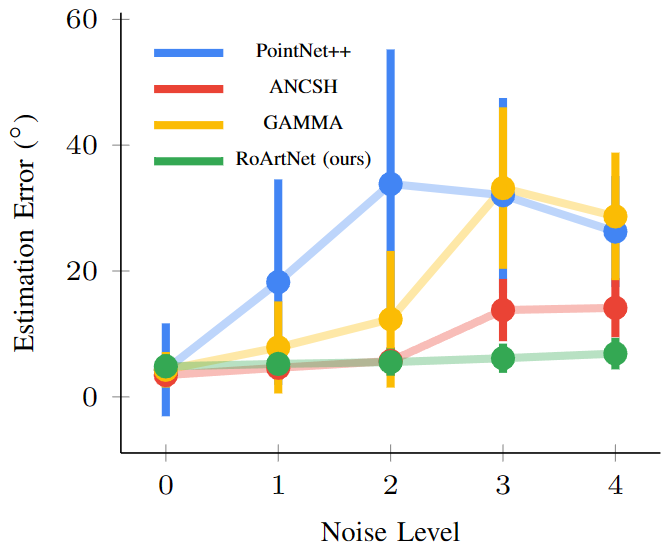 60
40
20
0
Estimation Error (°)
PointNet++
ANCSH
GAMMA
RoArtNet (ours)
0 1 2 3 4
Noise Level